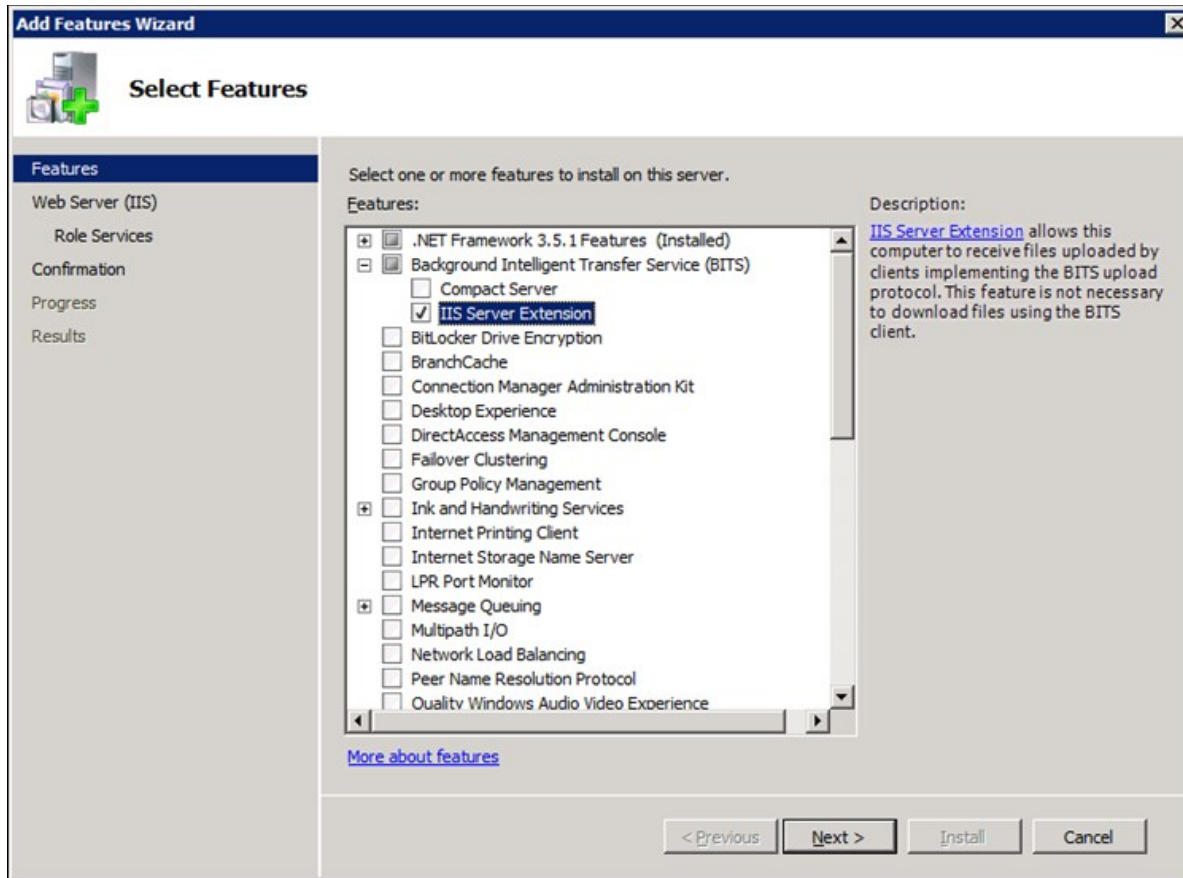 Add Features Wizard
Select Features
Features
Web Server (IIS)
Role Services
Confirmation
Progress
Results
Select one or more features to install on this server.
Features:
.NET Framework 3.5.1 Features (Installed)
Background Intelligent Transfer Service (BITS)
Compact Server
IIS Server Extension
BitLocker Drive Encryption
BranchCache
Connection Manager Administration Kit
Desktop Experience
DirectAccess Management Console
Failover Clustering
Group Policy Management
Ink and Handwriting Services
Internet Printing Client
Internet Storage Name Server
LPR Port Monitor
Message Queuing
Multipath I/O
Network Load Balancing
Peer Name Resolution Protocol
Quality Windows Audio Video Experience
More about features
Description:
IIS Server Extension allows this
computer to receive files uploaded by
clients implementing the BITS upload
protocol. This feature is not necessary
to download files using the BITS
client.
< Previous
Next >
Install
Cancel